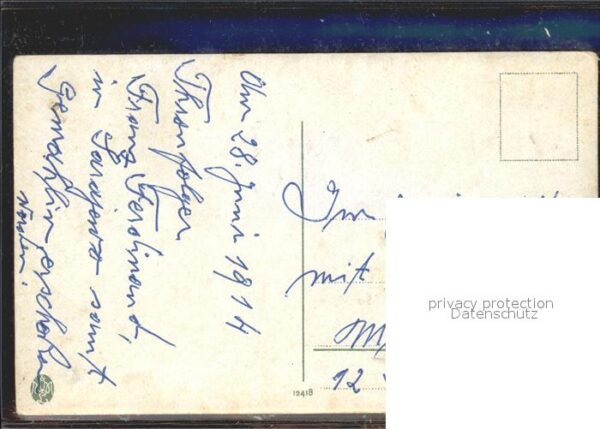 Am 28. Juni 1914
Thronfolger
Franz Ferdinand,
in Sarajewo samt
Gemahlin erschoßen
worden.
Im
mit
12
12418
privacy protection
Datenschutz